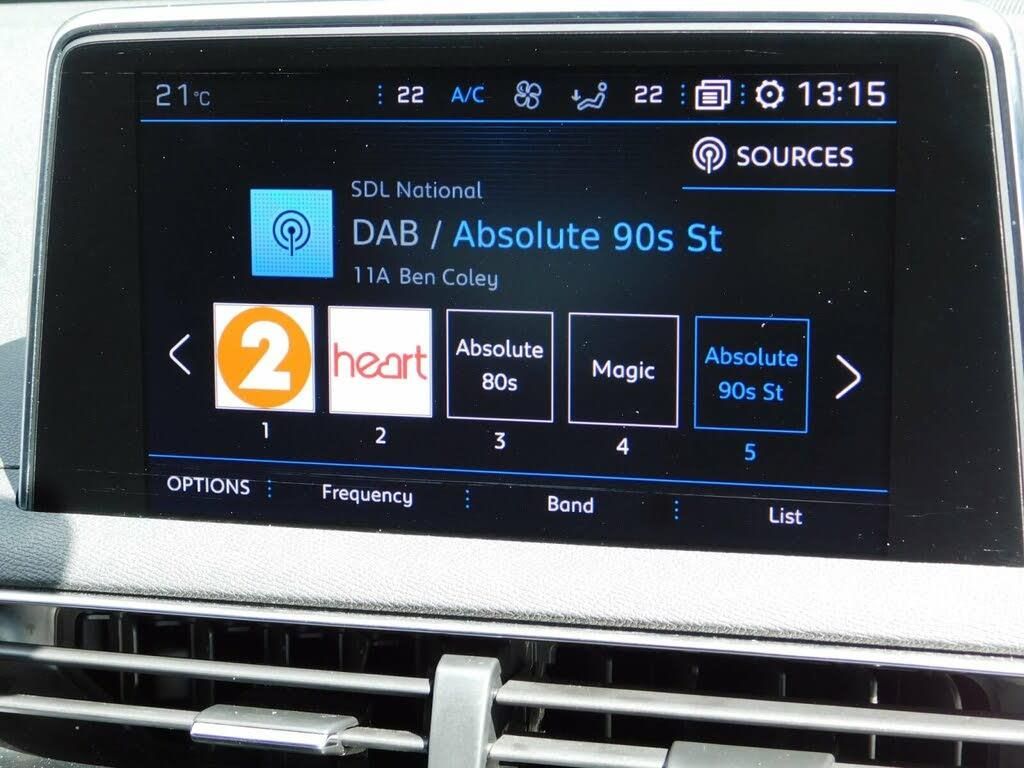 21°C 22 A/C 22 13:15
SOURCES
SDL National
DAB / Absolute 90s St
11A Ben Coley
2
heart
Absolute
80s
Magic
Absolute
90s St
1 2 3 4 5
OPTIONS Frequency Band List